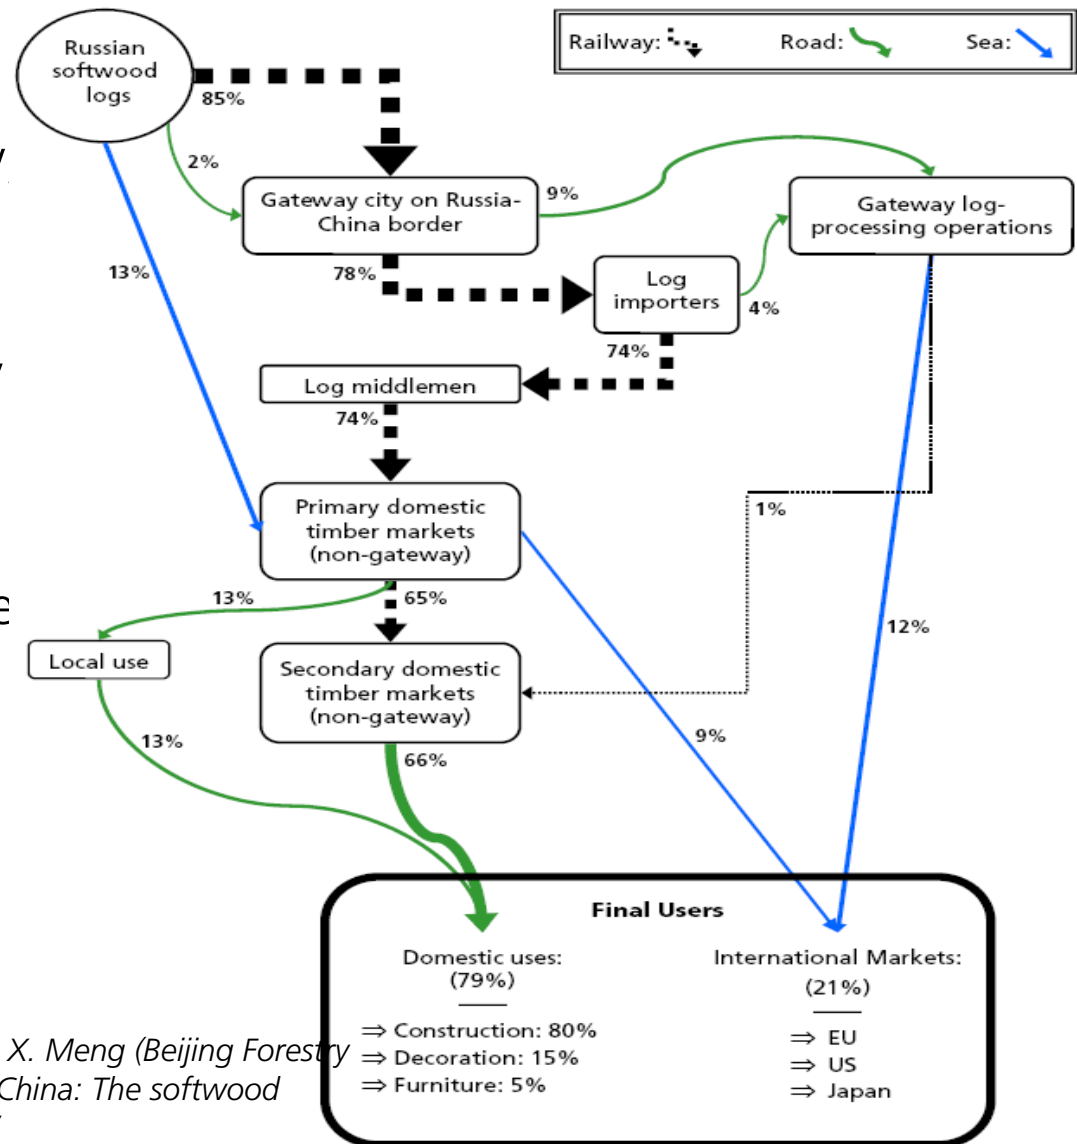 Russian
softwood
logs
Railway:
Road:
Sea:
85%
2%
Gateway city on Russia-
China border
9%
Gateway log-
processing operations
13%
78%
Log
importers
4%
74%
Log middlemen
74%
Primary domestic
timber markets
(non-gateway)
1%
13%
65%
12%
Local use
Secondary domestic
timber markets
(non-gateway)
13%
66%
9%
Final Users
Domestic uses:
(79%)
⇒ Construction: 80%
⇒ Decoration: 15%
⇒ Furniture: 5%
International Markets:
(21%)
⇒ EU
⇒ US
⇒ Japan
X. Meng (Beijing Forestry
China: The softwood